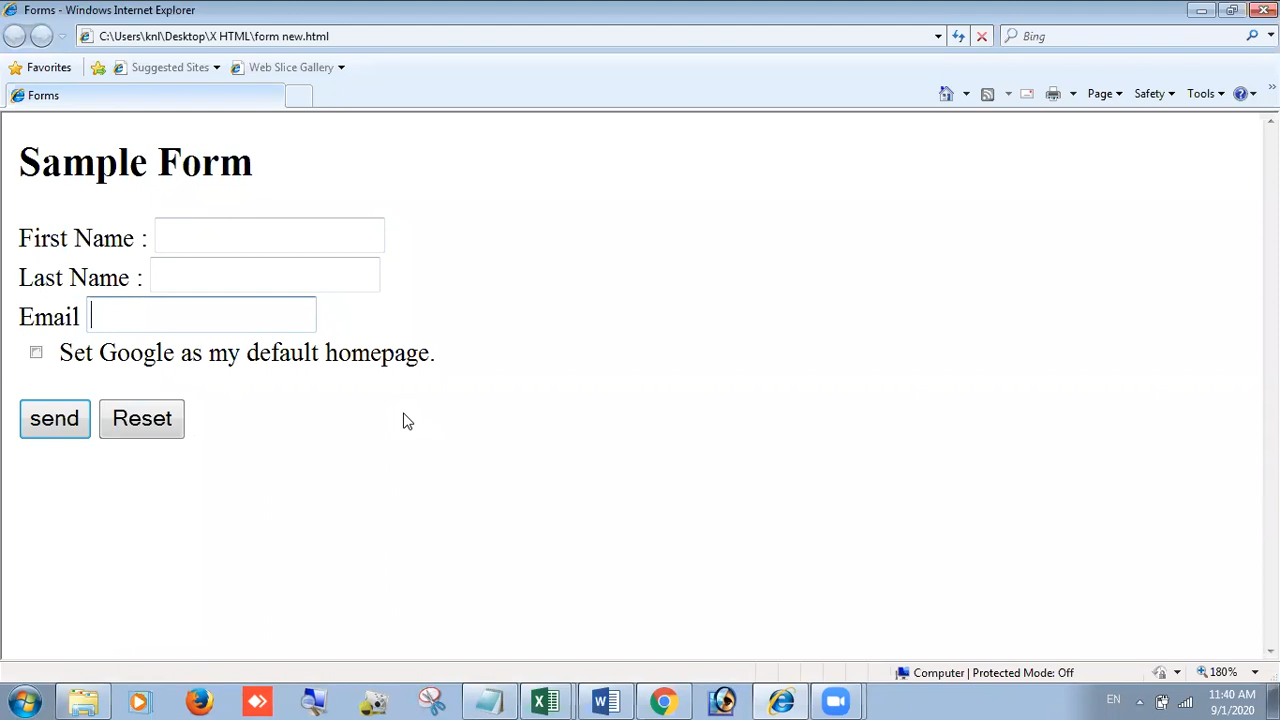 Forms - Windows Internet Explorer
C:\Users\knl\Desktop\X HTML\form new.html
Bing
Favorites
Suggested Sites
Web Slice Gallery
Forms
Page
Safety
Tools
Sample Form
First Name :
Last Name :
Email
Set Google as my default homepage.
send Reset
Computer | Protected Mode: Off
180%
EN
11:40 AM
9/1/2020